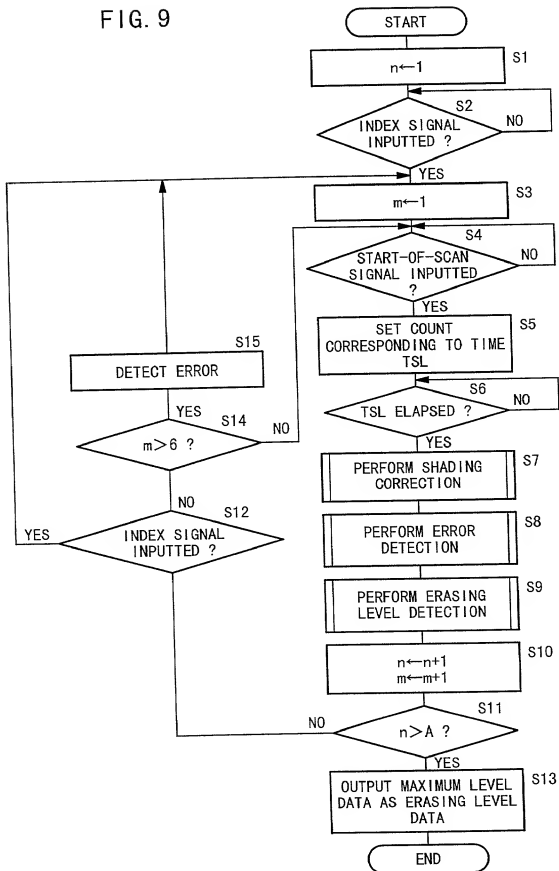 FIG. 9
START
n←1
S1
S2
INDEX SIGNAL
INPUTTED ?
NO
YES
m←1
S3
S4
START-OF-SCAN
SIGNAL INPUTTED
?
NO
YES
SET COUNT
CORRESPONDING TO TIME
TSL
S5
S6
TSL ELAPSED ?
NO
YES
PERFORM SHADING
CORRECTION
S7
PERFORM ERROR
DETECTION
S8
PERFORM ERASING
LEVEL DETECTION
S9
n←n+1
m←m+1
S10
S11
n>A ?
NO
YES
OUTPUT MAXIMUM LEVEL
DATA AS ERASING LEVEL
DATA
S13
END
S15
DETECT ERROR
YES
S14
m>6 ?
NO
NO
S12
INDEX SIGNAL
INPUTTED ?
YES